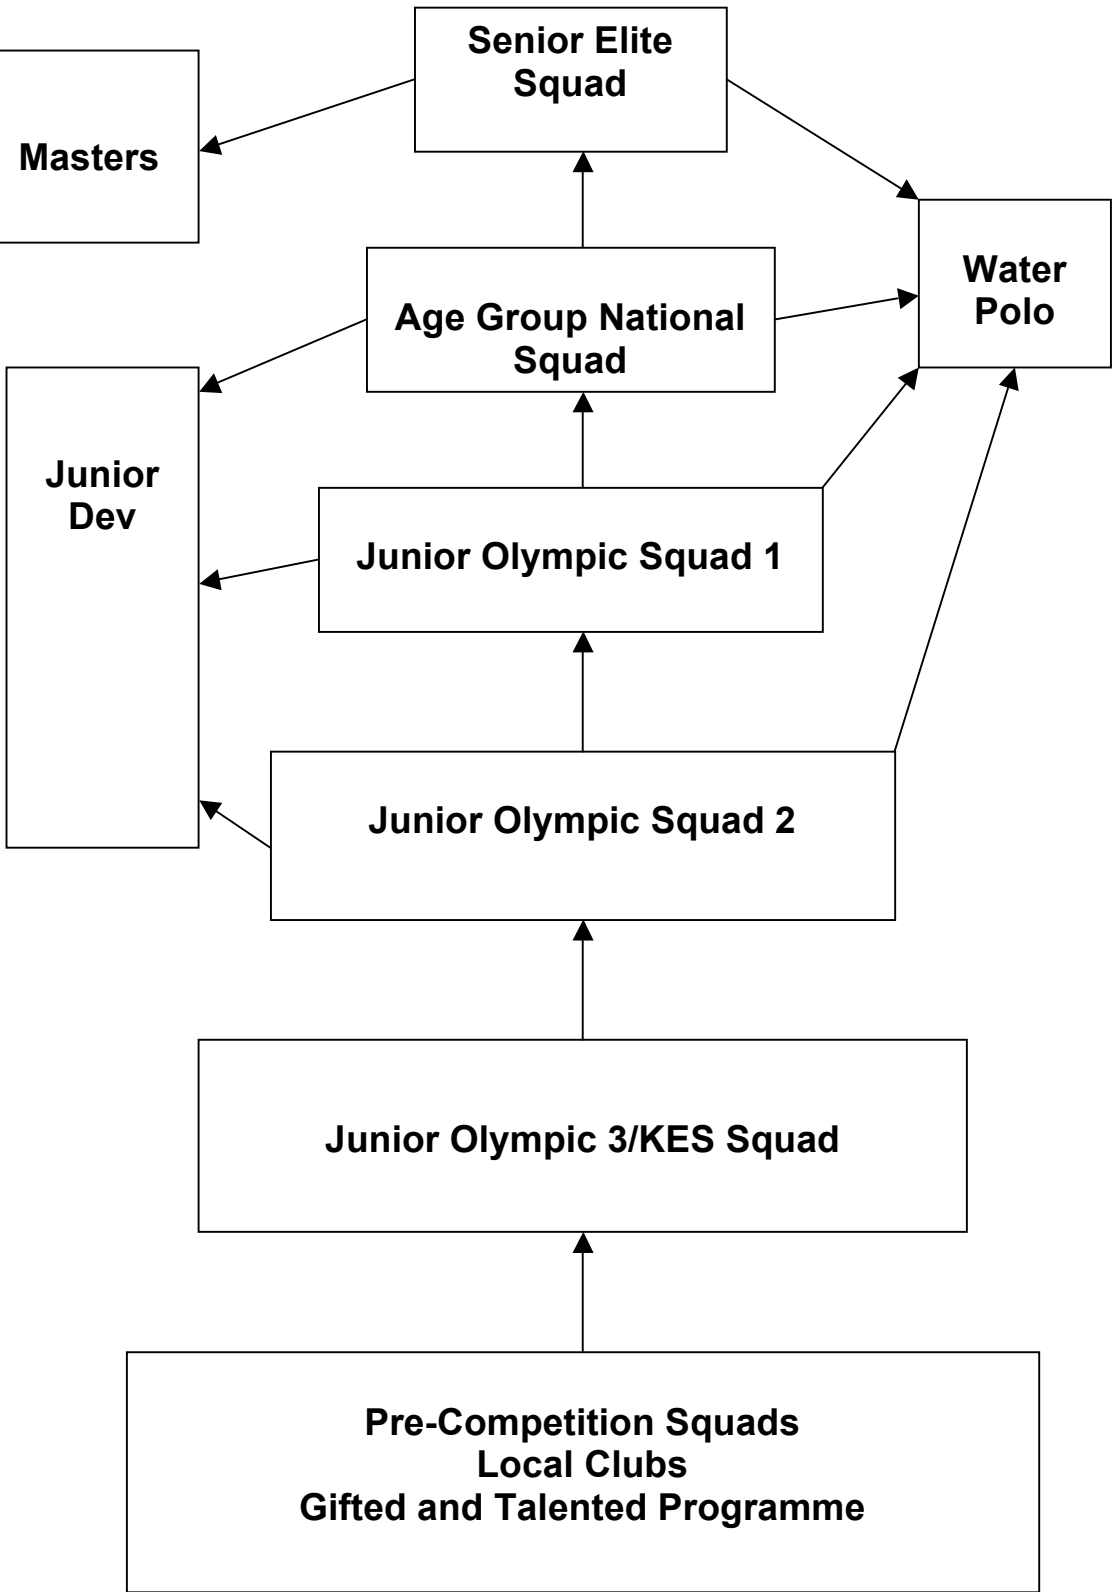 Senior Elite
Squad
Masters
Water
Polo
Age Group National
Squad
Junior
Dev
Junior Olympic Squad 1
Junior Olympic Squad 2
Junior Olympic 3/KES Squad
Pre-Competition Squads
Local Clubs
Gifted and Talented Programme